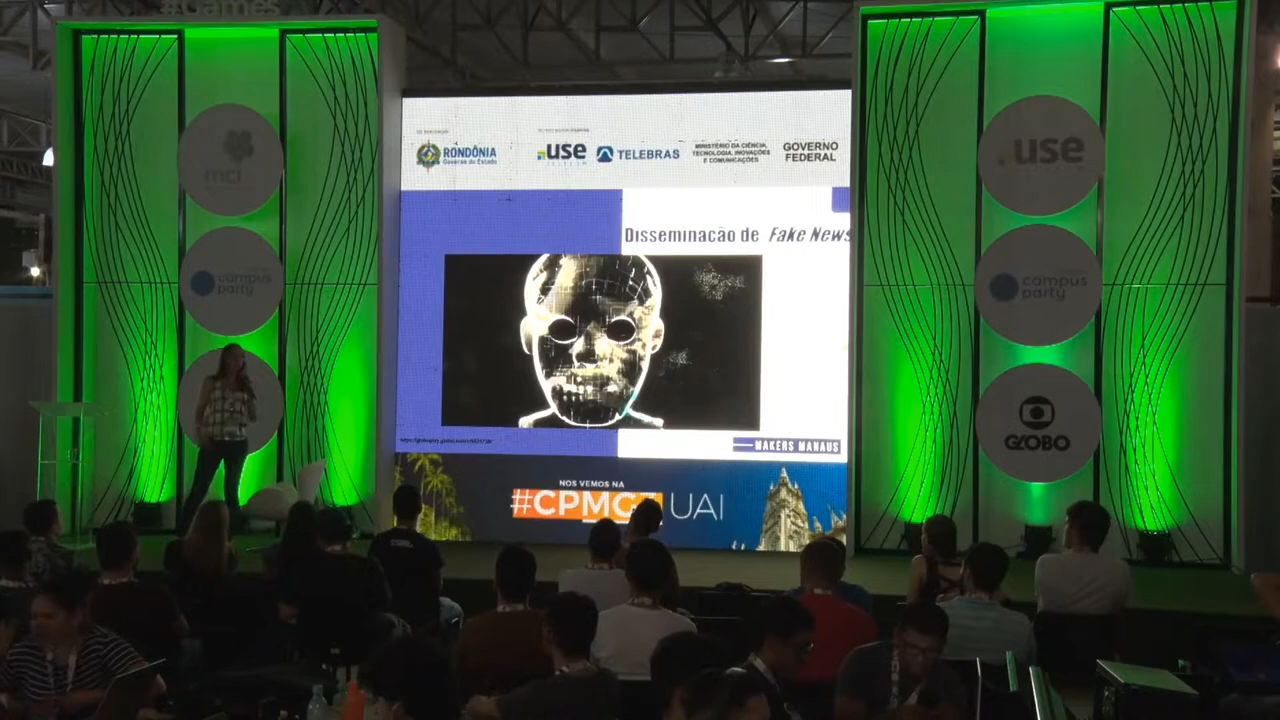 #Games
mci
campus
party
RONDÔNIA
Governo do Estado
use
TELECOM
TELEBRAS
MINISTÉRIO DA CIÊNCIA,
TECNOLOGIA, INOVAÇÕES
E COMUNICAÇÕES
GOVERNO
FEDERAL
Disseminação de Fake News
MAKERS MANAUS
NOS VEMOS NA
#CPMG
UAI
use
campus
party
GLOBO